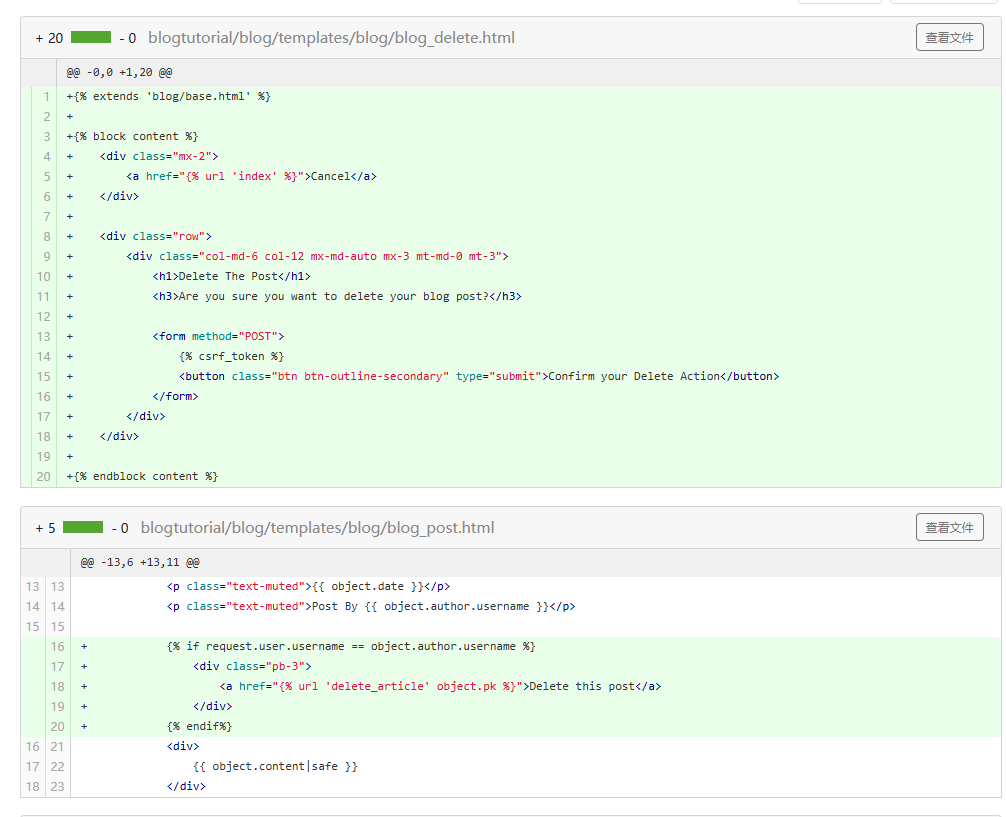 + 20 - 0 blogtutorial/blog/templates/blog/blog_delete.html 查看文件
@@ -0,0 +1,20 @@
1 +{% extends 'blog/base.html' %}
2 +
3 +{% block content %}
4 + <div class="mx-2">
5 + <a href="{% url 'index' %}">Cancel</a>
6 + </div>
7 +
8 + <div class="row">
9 + <div class="col-md-6 col-12 mx-md-auto mx-3 mt-md-0 mt-3">
10 + <h1>Delete The Post</h1>
11 + <h3>Are you sure you want to delete your blog post?</h3>
12 +
13 + <form method="POST">
14 + {% csrf_token %}
15 + <button class="btn btn-outline-secondary" type="submit">Confirm your Delete Action</button>
16 + </form>
17 + </div>
18 + </div>
19 +
20 +{% endblock content %}
+ 5 - 0 blogtutorial/blog/templates/blog/blog_post.html 查看文件
@@ -13,6 +13,11 @@
13 13 <p class="text-muted">{{ object.date }}</p>
14 14 <p class="text-muted">Post By {{ object.author.username }}</p>
15 15
16 + {% if request.user.username == object.author.username %}
17 + <div class="pb-3">
18 + <a href="{% url 'delete_article' object.pk %}">Delete this post</a>
19 + </div>
20 + {% endif%}
16 21 <div>
17 22 {{ object.content|safe }}
18 23 </div>